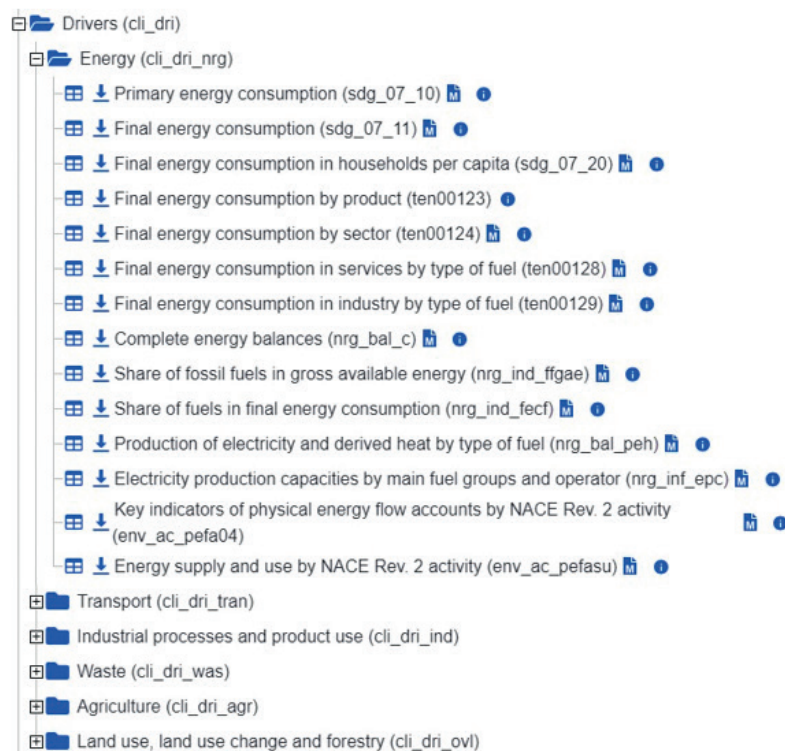 Drivers (cli_dri)
Energy (cli_dri_nrg)
Primary energy consumption (sdg_07_10) M i
Final energy consumption (sdg_07_11) M i
Final energy consumption in households per capita (sdg_07_20) M i
Final energy consumption by product (ten00123) i
Final energy consumption by sector (ten00124) M i
Final energy consumption in services by type of fuel (ten00128) M i
Final energy consumption in industry by type of fuel (ten00129) M i
Complete energy balances (nrg_bal_c) M i
Share of fossil fuels in gross available energy (nrg_ind_ffgae) M i
Share of fuels in final energy consumption (nrg_ind_fecf) M i
Production of electricity and derived heat by type of fuel (nrg_bal_peh) M i
Electricity production capacities by main fuel groups and operator (nrg_inf_epc) M i
Key indicators of physical energy flow accounts by NACE Rev. 2 activity M i
(env_ac_pefa04)
Energy supply and use by NACE Rev. 2 activity (env_ac_pefasu) M i
Transport (cli_dri_tran)
Industrial processes and product use (cli_dri_ind)
Waste (cli_dri_was)
Agriculture (cli_dri_agr)
Land use, land use change and forestry (cli_dri_ovl)